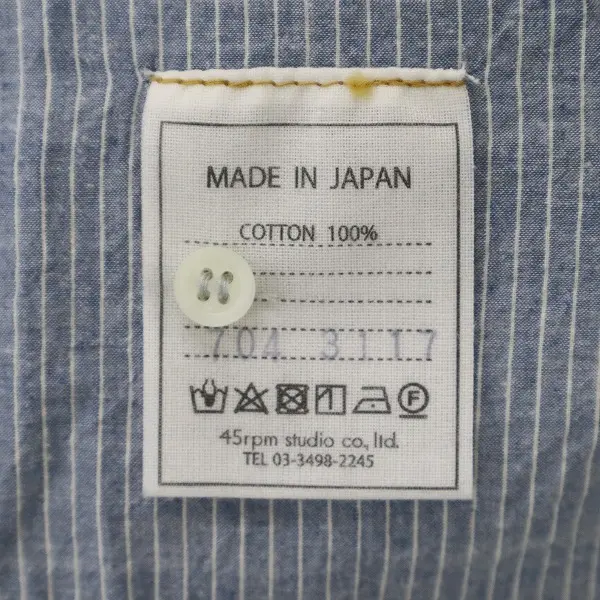 MADE IN JAPAN
COTTON 100%
704 3117
F
45rpm studio co., ltd.
TEL 03-3498-2245